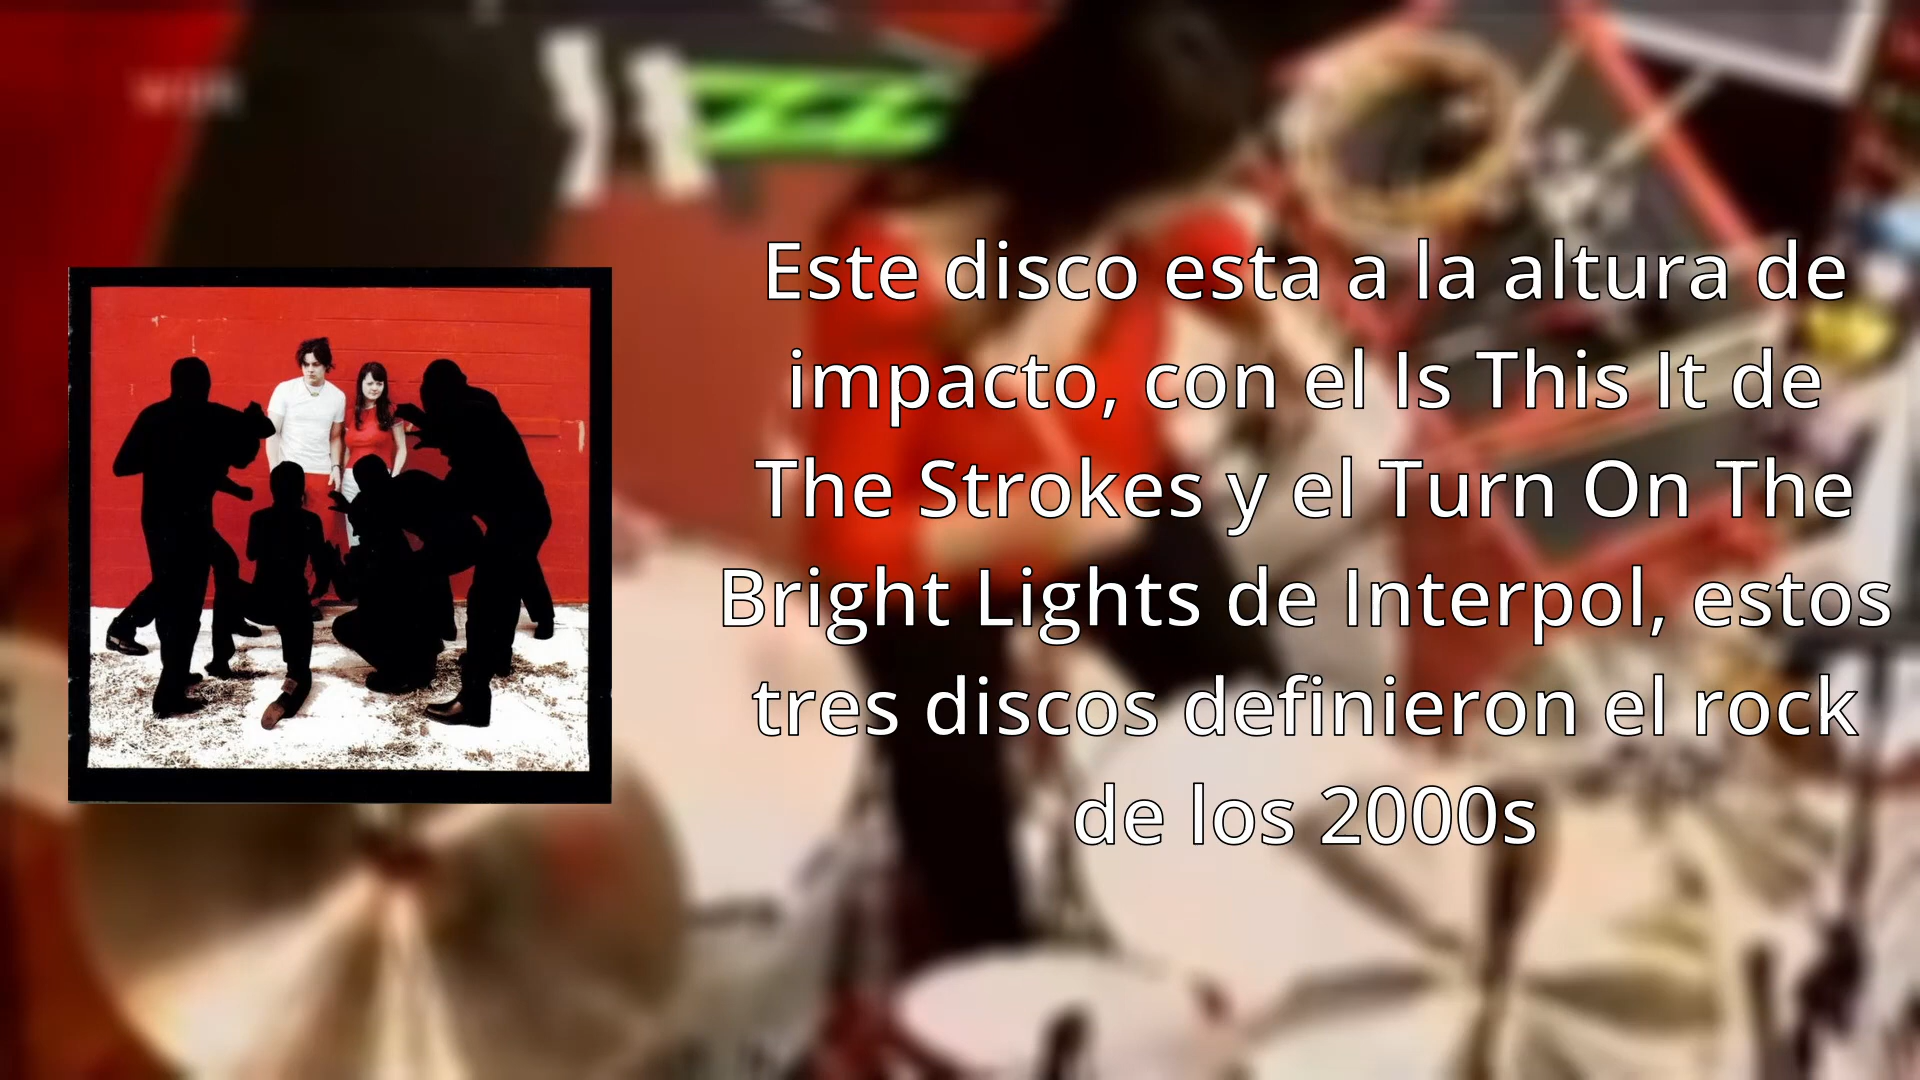 Este disco esta a la altura de
impacto, con el Is This It de
The Strokes y el Turn On The
Bright Lights de Interpol, estos
tres discos definieron el rock
de los 2000s